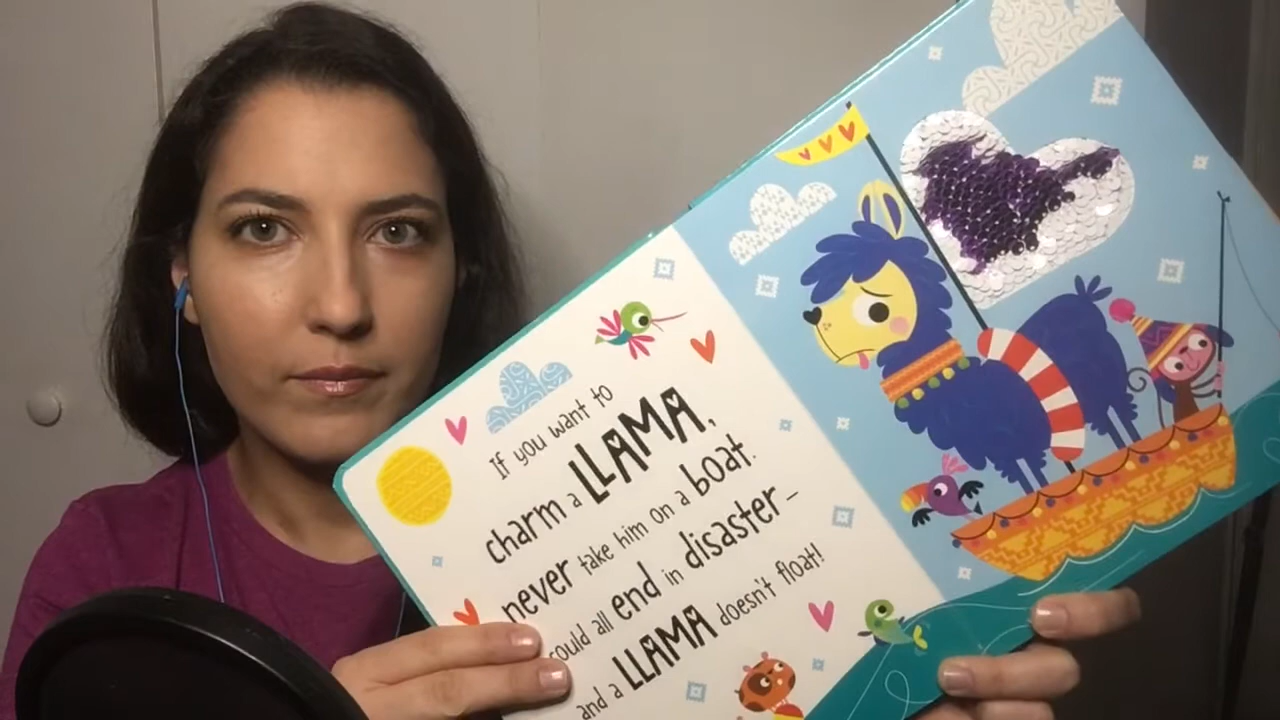 If you want to
charm a LLAMA,
never take him on a boat.
could all end in disaster –
and a LLAMA doesn't float!